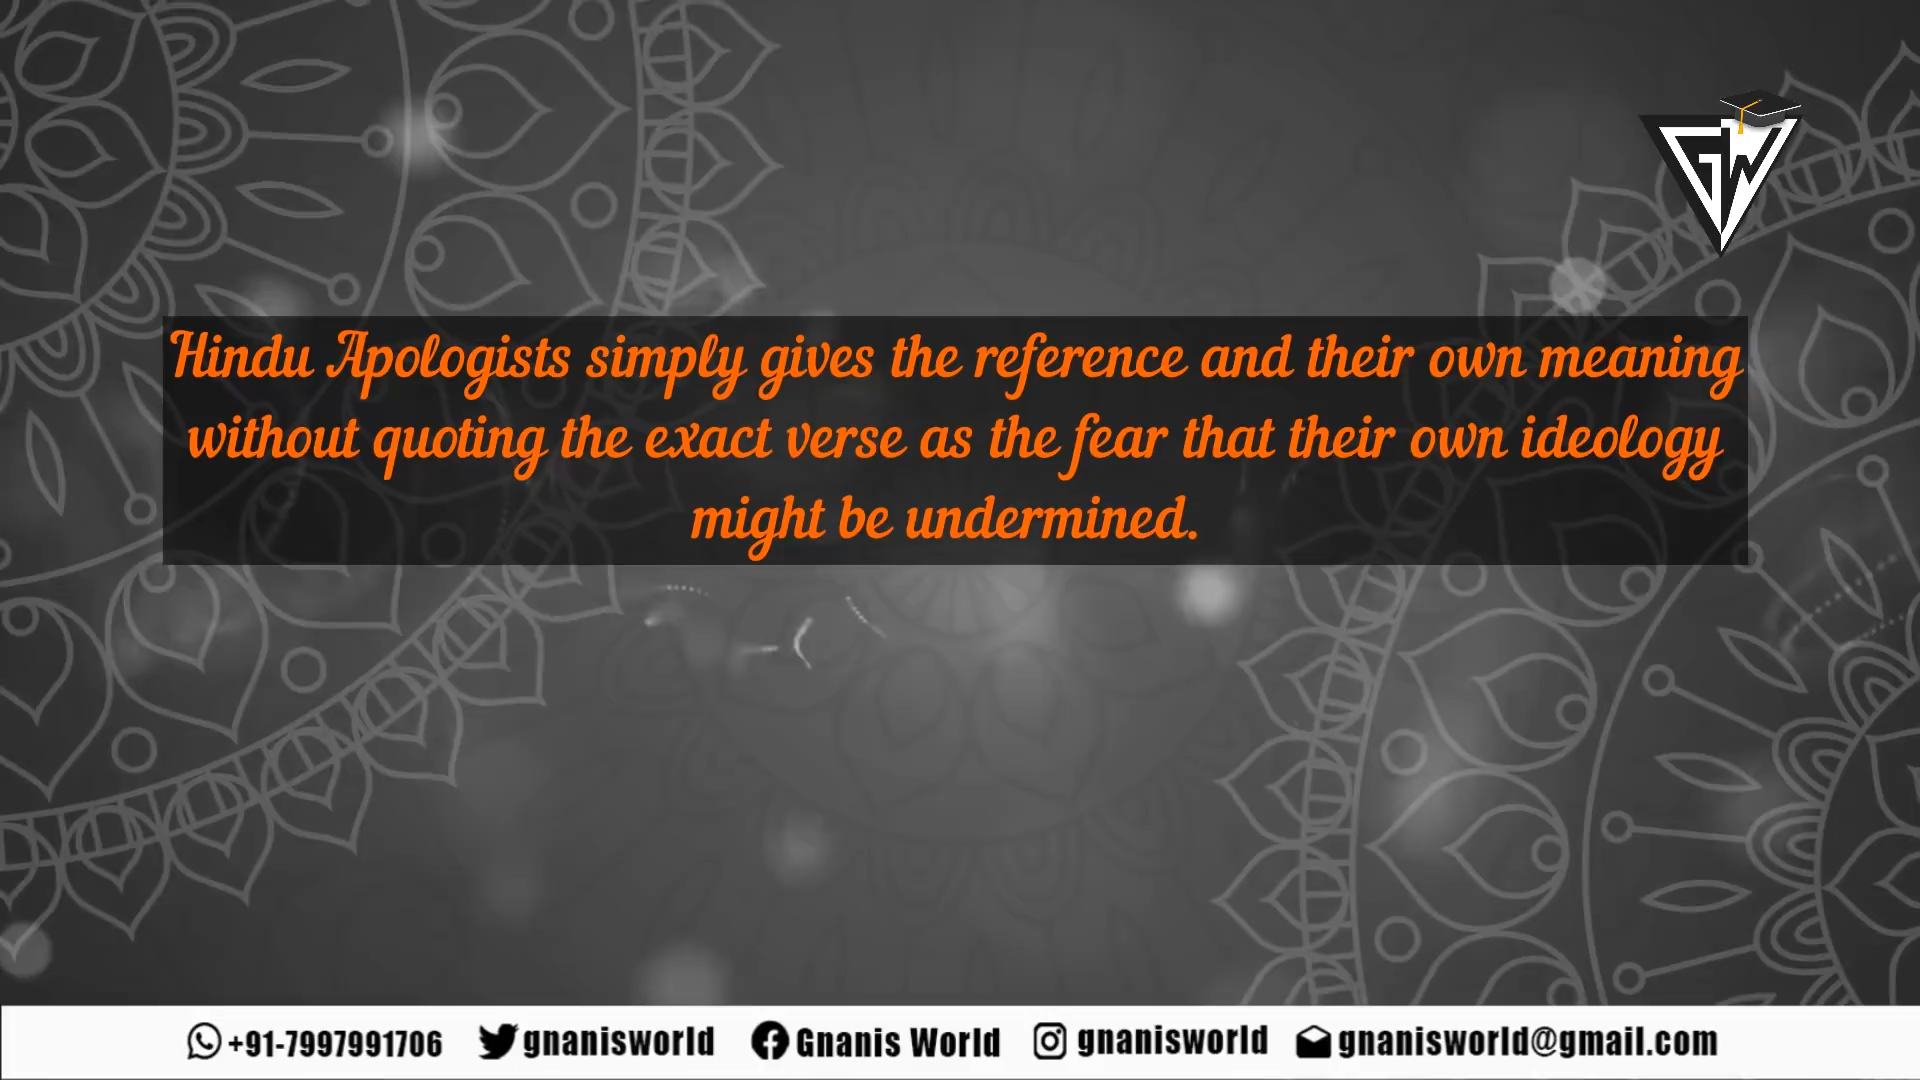 GW
Hindu Apologists simply gives the reference and their own meaning
without quoting the exact verse as the fear that their own ideology
might be undermined.
+91-7997991706 gnanisworld Gnanis World gnanisworld gnanisworld@gmail.com